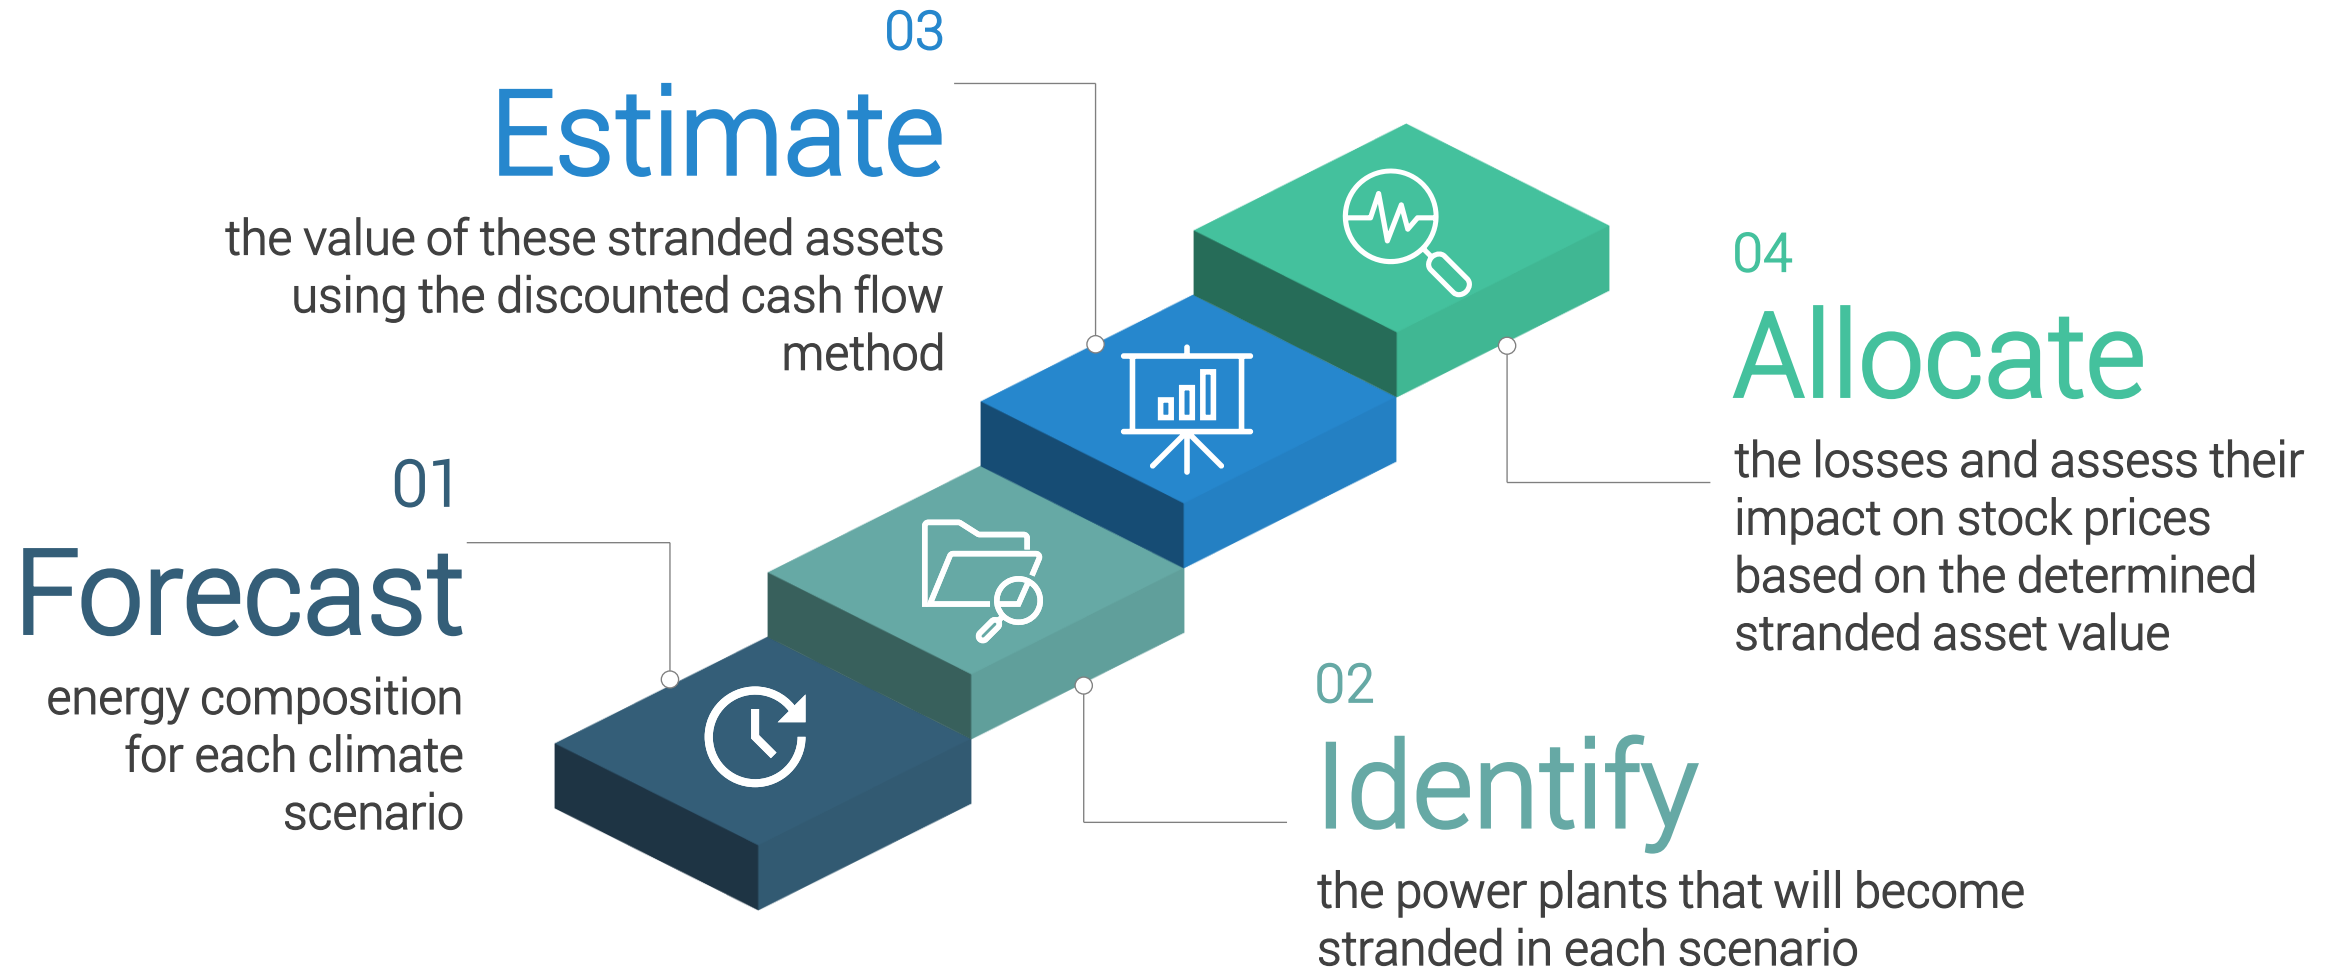 01
Forecast
energy composition
for each climate
scenario
02
Identify
the power plants that will become
stranded in each scenario
03
Estimate
the value of these stranded assets
using the discounted cash flow
method
04
Allocate
the losses and assess their
impact on stock prices
based on the determined
stranded asset value